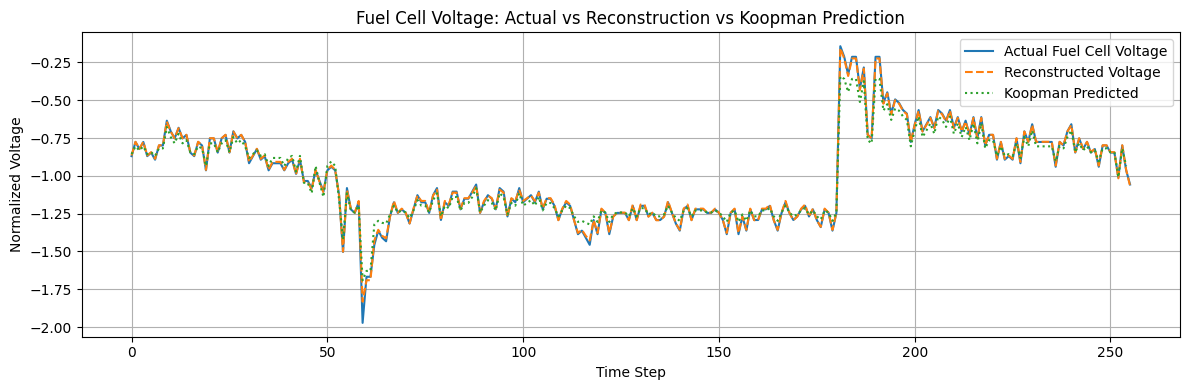 Fuel Cell Voltage: Actual vs Reconstruction vs Koopman Prediction
Actual Fuel Cell Voltage
Reconstructed Voltage
Koopman Predicted
Normalized Voltage
−0.25
−0.50
−0.75
−1.00
−1.25
−1.50
−1.75
−2.00
0
50
100
150
200
250
Time Step